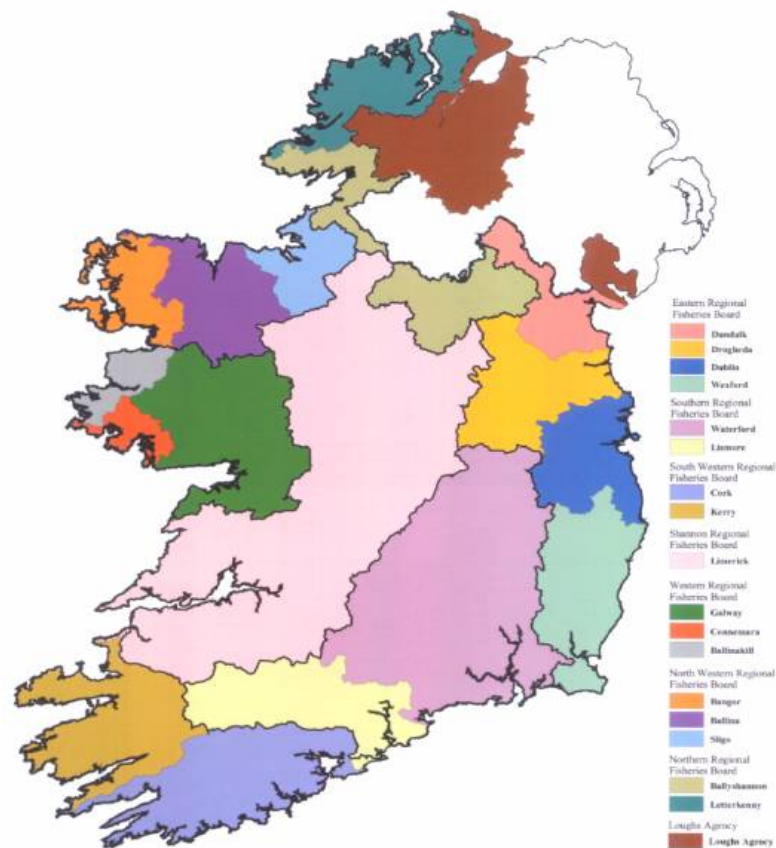 Eastern Regional
Fisheries Board
Dundalk
Drogheda
Dublin
Wexford
Southern Regional
Fisheries Board
Waterford
Lismore
South Western Regional
Fisheries Board
Cork
Kerry
Shannon Regional
Fisheries Board
Limerick
Western Regional
Fisheries Board
Galway
Connemara
Ballinakill
North Western Regional
Fisheries Board
Bangor
Ballina
Sligo
Northern Regional
Fisheries Board
Ballyshannon
Letterkenny
Loughs Agency
Loughs Agency